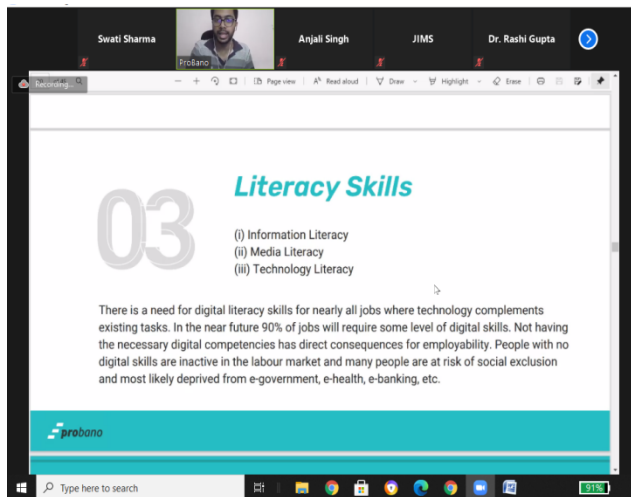 Swati Sharma
ProBano
Anjali Singh
JIMS
Dr. Rashi Gupta
Recording...
Page view
Read aloud
Draw
Highlight
Erase
03
Literacy Skills
(i) Information Literacy
(ii) Media Literacy
(iii) Technology Literacy
There is a need for digital literacy skills for nearly all jobs where technology complements
existing tasks. In the near future 90% of jobs will require some level of digital skills. Not having
the necessary digital competencies has direct consequences for employability. People with no
digital skills are inactive in the labour market and many people are at risk of social exclusion
and most likely deprived from e-government, e-health, e-banking, etc.
probano
Type here to search
91%